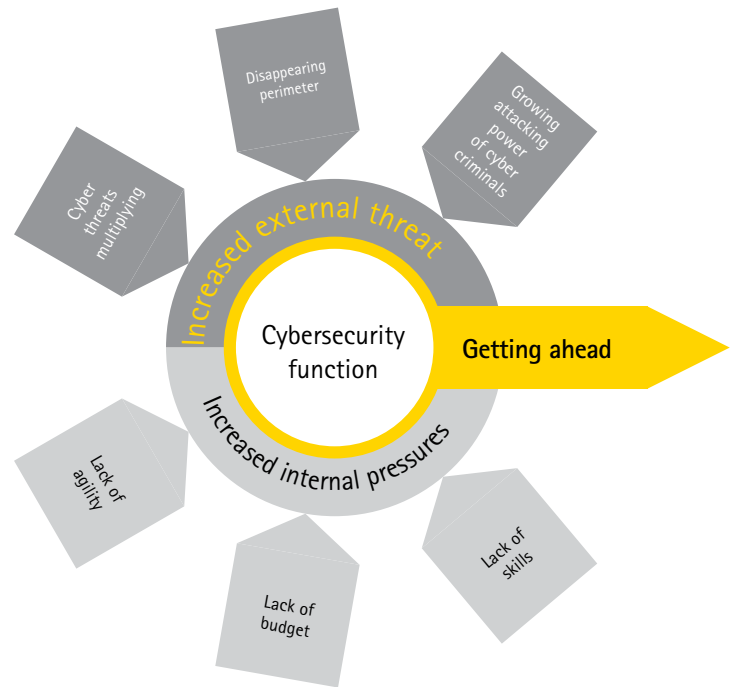 Disappearing
perimeter
Growing
attacking
power
of cyber
criminals
Cyber
threats
multiplying
Increased external threat
Cybersecurity
function
Getting ahead
Increased internal pressures
Lack of
agility
Lack of
budget
Lack of
skills